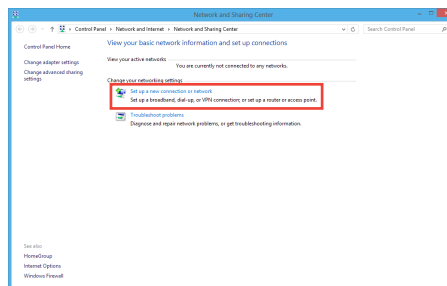 Network and Sharing Center
Control Panel › Network and Internet › Network and Sharing Center
Search Control Panel
Control Panel Home
Change adapter settings
Change advanced sharing
settings
View your basic network information and set up connections
View your active networks
You are currently not connected to any networks.
Change your networking settings
Set up a new connection or network
Set up a broadband, dial-up, or VPN connection; or set up a router or access point.
Troubleshoot problems
Diagnose and repair network problems, or get troubleshooting information.
See also
HomeGroup
Internet Options
Windows Firewall